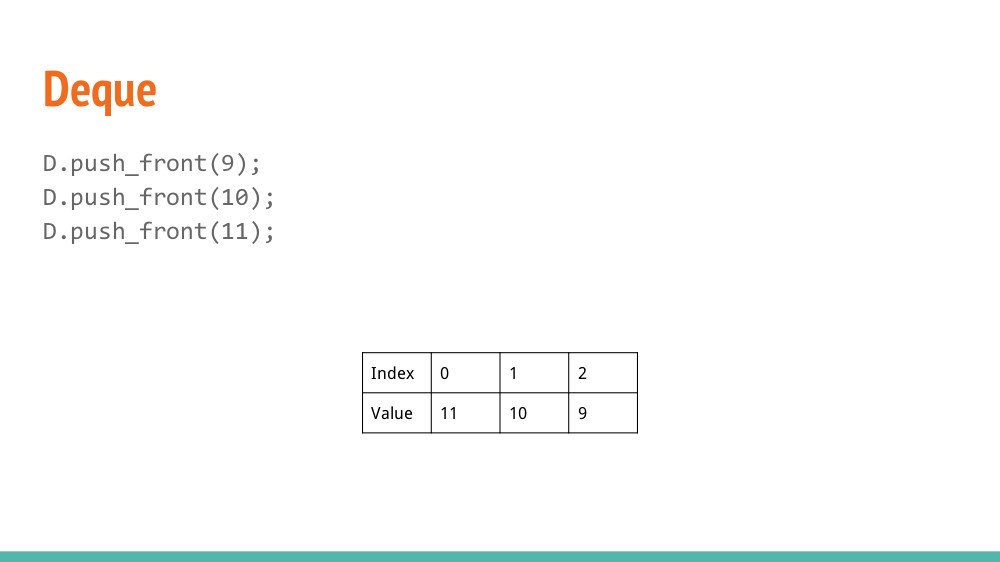 Deque
D.push_front(9);
D.push_front(10);
D.push_front(11);
Index 0 1 2
Value 11 10 9